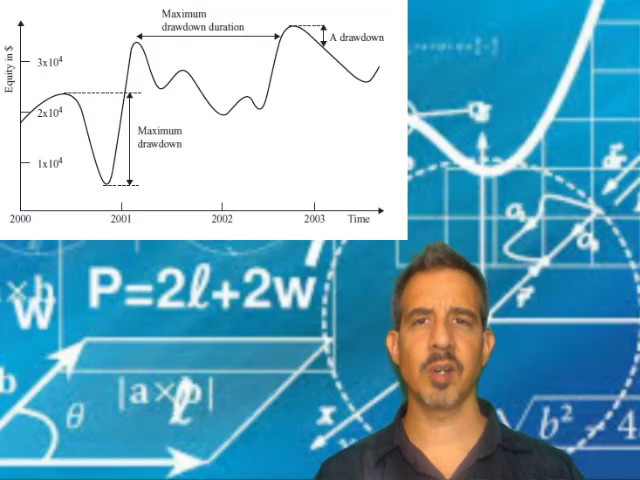 Equity in $
3x10⁴
2x10⁴
1x10⁴
Maximum
drawdown duration
A drawdown
Maximum
drawdown
2000
2001
2002
2003
Time
P=2ℓ+2w
w
b
θ
|a×b|
ℓ
x
b² - 4